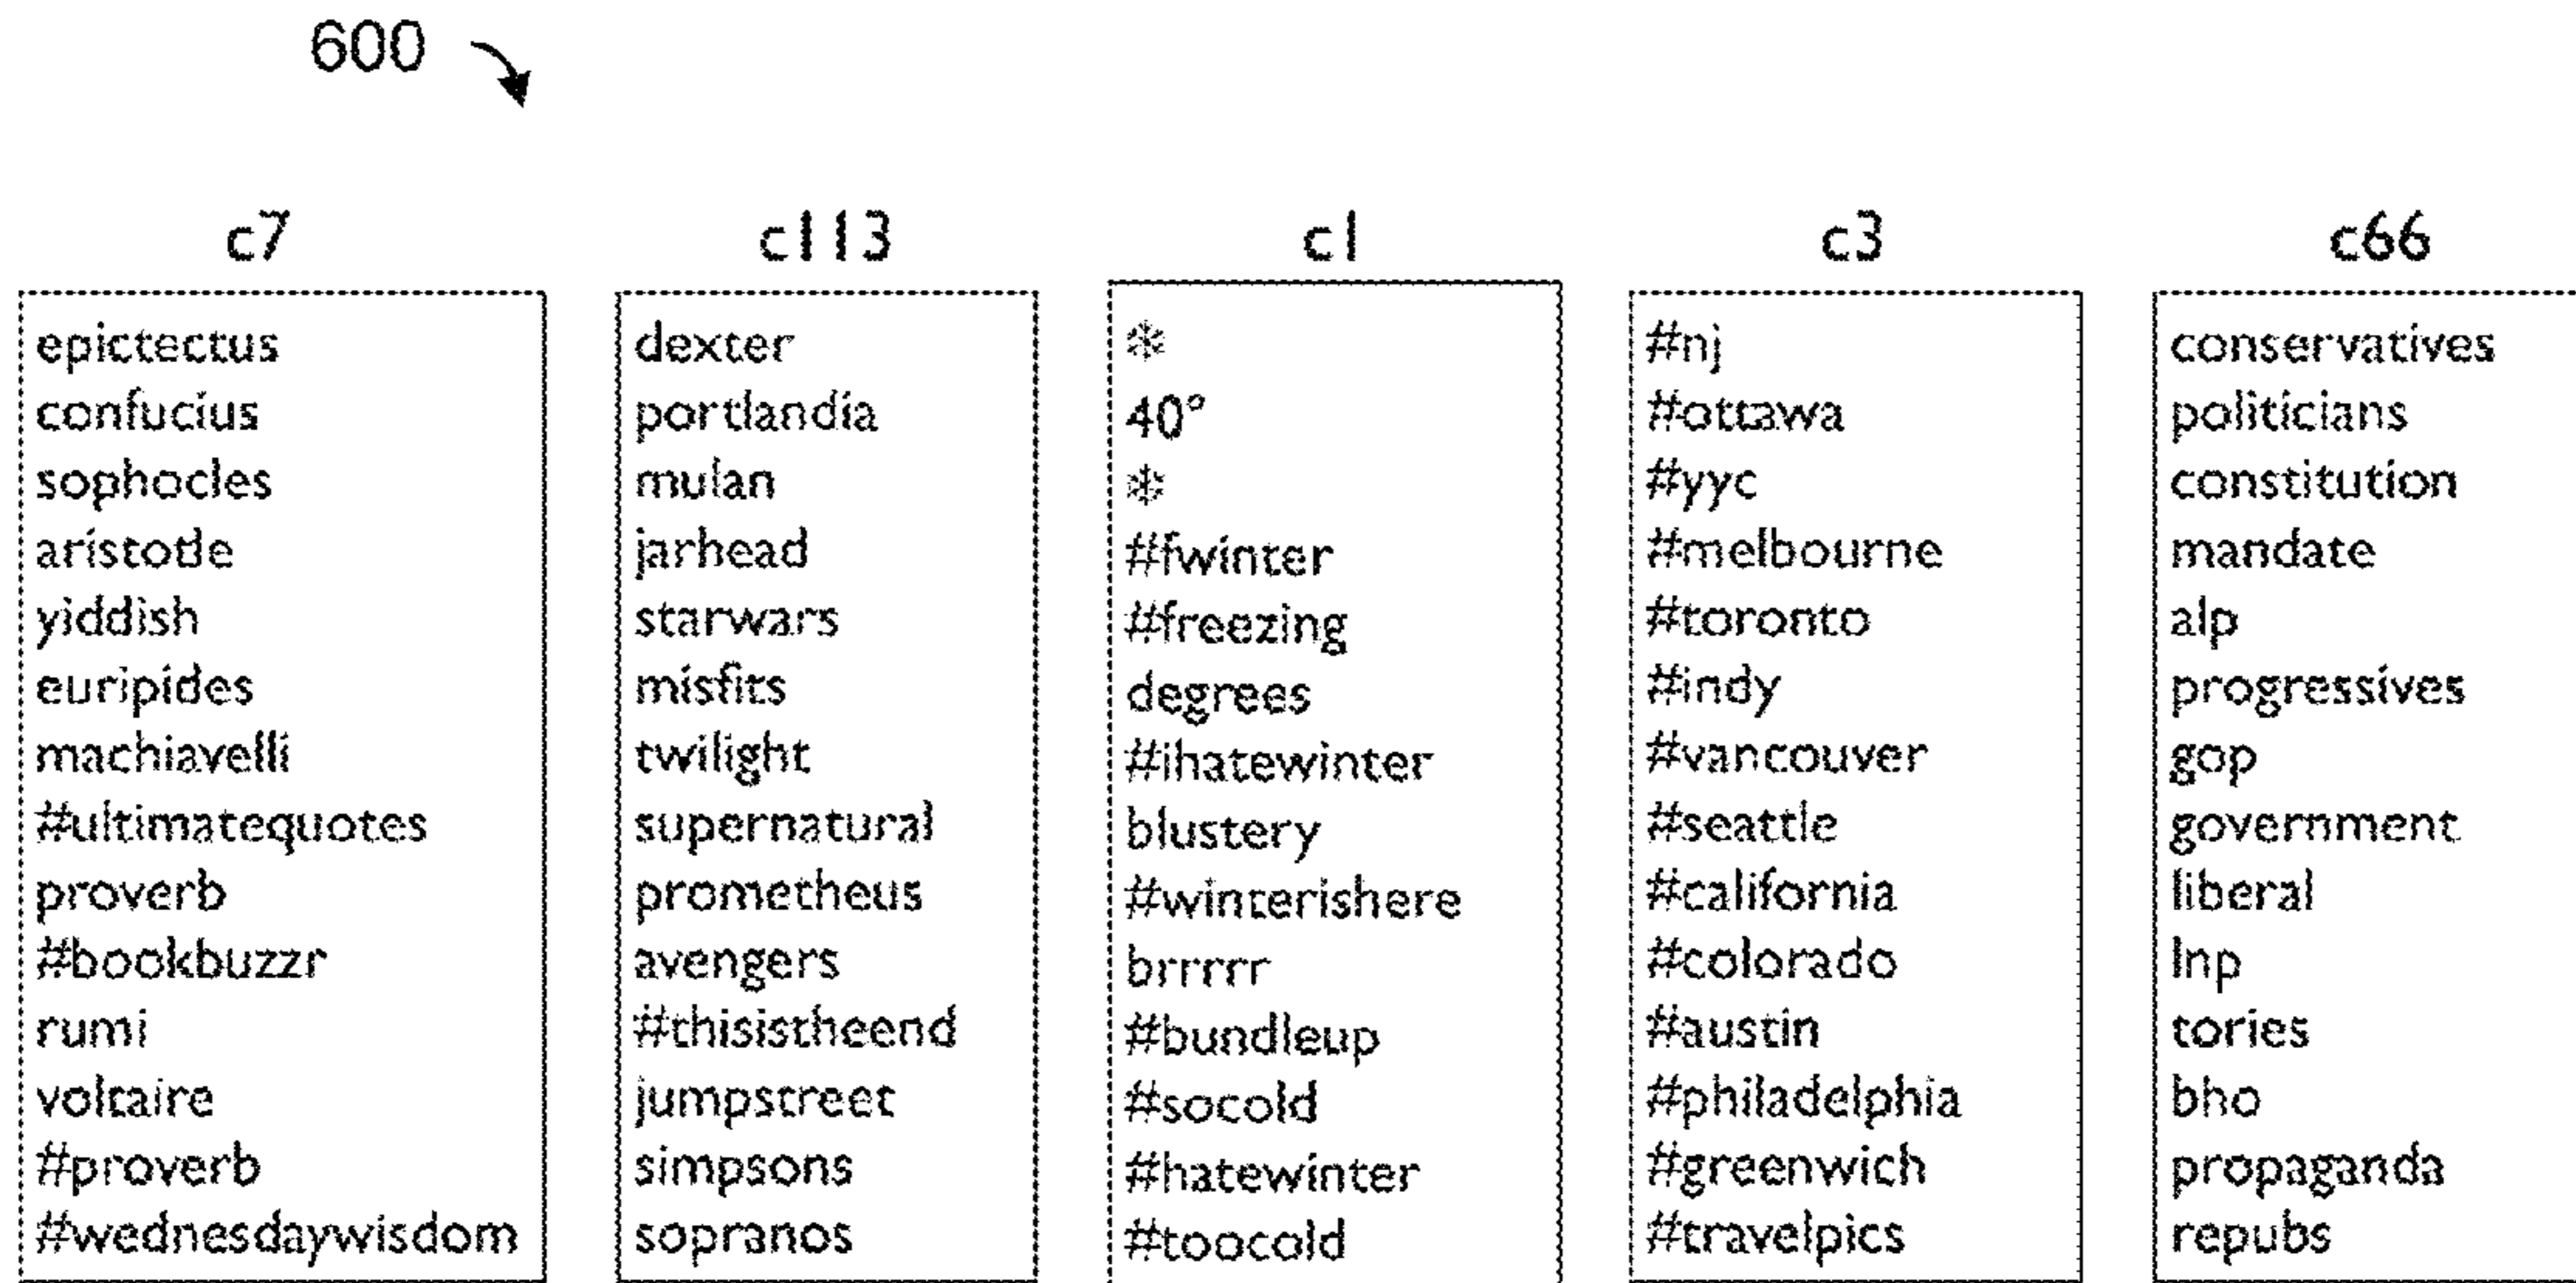 600
c7
epictectus
confucius
sophocles
aristotle
yiddish
euripides
machiavelli
#ultimatequotes
proverb
#bookbuzzr
rumi
voltaire
#proverb
#wednesdaywisdom
c113
dexter
portlandia
mulan
jarhead
starwars
misfits
twilight
supernatural
prometheus
avengers
#thisistheend
jumpstreet
simpsons
sopranos
c1
❄
40°
❄
#fwinter
#freezing
degrees
#ihatewinter
blustery
#winterishere
brrrrr
#bundleup
#socold
#hatewinter
#toocold
c3
#nj
#ottawa
#yyc
#melbourne
#toronto
#indy
#vancouver
#seattle
#california
#colorado
#austin
#philadelphia
#greenwich
#travelpics
c66
conservatives
politicians
constitution
mandate
alp
progressives
gop
government
liberal
lnp
tories
bho
propaganda
repubs